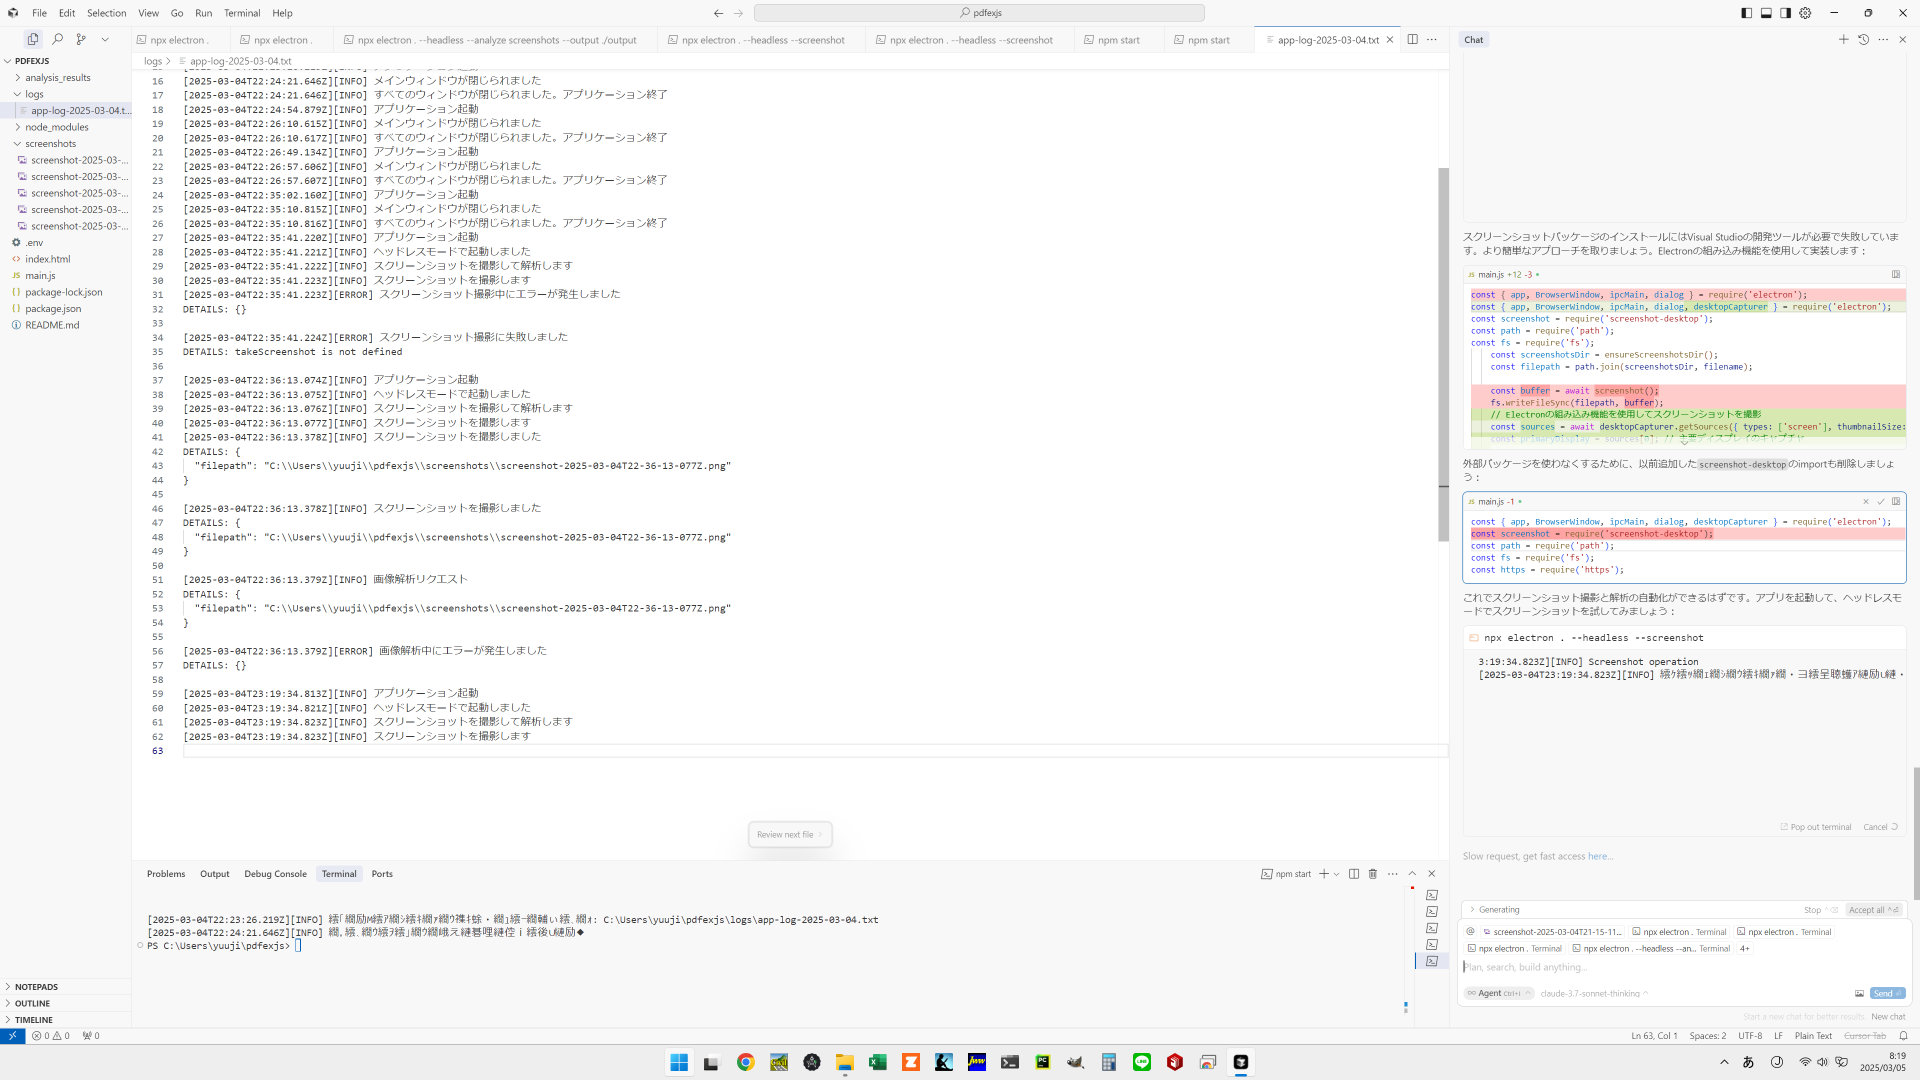 File Edit Selection View Go Run Terminal Help
pdfexjs
npx electron .
npx electron .
npx electron . --headless --analyze screenshots --output ./output
npx electron . --headless --screenshot
npx electron . --headless --screenshot
npm start
npm start
app-log-2025-03-04.txt
PDFEXJS
analysis_results
logs
app-log-2025-03-04.t...
node_modules
screenshots
screenshot-2025-03-...
screenshot-2025-03-...
screenshot-2025-03-...
screenshot-2025-03-...
screenshot-2025-03-...
.env
index.html
main.js
package-lock.json
package.json
README.md
NOTEPADS
OUTLINE
TIMELINE
logs > app-log-2025-03-04.txt
16 [2025-03-04T22:24:21.646Z][INFO] メインウィンドウが閉じられました
17 [2025-03-04T22:24:21.646Z][INFO] すべてのウィンドウが閉じられました。アプリケーション終了
18 [2025-03-04T22:24:54.879Z][INFO] アプリケーション起動
19 [2025-03-04T22:26:10.615Z][INFO] メインウィンドウが閉じられました
20 [2025-03-04T22:26:10.617Z][INFO] すべてのウィンドウが閉じられました。アプリケーション終了
21 [2025-03-04T22:26:49.134Z][INFO] アプリケーション起動
22 [2025-03-04T22:26:57.606Z][INFO] メインウィンドウが閉じられました
23 [2025-03-04T22:26:57.607Z][INFO] すべてのウィンドウが閉じられました。アプリケーション終了
24 [2025-03-04T22:35:02.160Z][INFO] アプリケーション起動
25 [2025-03-04T22:35:10.815Z][INFO] メインウィンドウが閉じられました
26 [2025-03-04T22:35:10.816Z][INFO] すべてのウィンドウが閉じられました。アプリケーション終了
27 [2025-03-04T22:35:41.220Z][INFO] アプリケーション起動
28 [2025-03-04T22:35:41.221Z][INFO] ヘッドレスモードで起動しました
29 [2025-03-04T22:35:41.222Z][INFO] スクリーンショットを撮影して解析します
30 [2025-03-04T22:35:41.223Z][INFO] スクリーンショットを撮影します
31 [2025-03-04T22:35:41.223Z][ERROR] スクリーンショット撮影中にエラーが発生しました
32 DETAILS: {}
33
34 [2025-03-04T22:35:41.224Z][ERROR] スクリーンショット撮影に失敗しました
35 DETAILS: takeScreenshot is not defined
36
37 [2025-03-04T22:36:13.074Z][INFO] アプリケーション起動
38 [2025-03-04T22:36:13.075Z][INFO] ヘッドレスモードで起動しました
39 [2025-03-04T22:36:13.076Z][INFO] スクリーンショットを撮影して解析します
40 [2025-03-04T22:36:13.077Z][INFO] スクリーンショットを撮影します
41 [2025-03-04T22:36:13.378Z][INFO] スクリーンショットを撮影しました
42 DETAILS: {
43 "filepath": "C:\\Users\\yuuji\\pdfexjs\\screenshots\\screenshot-2025-03-04T22-36-13-077Z.png"
44 }
45
46 [2025-03-04T22:36:13.378Z][INFO] スクリーンショットを撮影しました
47 DETAILS: {
48 "filepath": "C:\\Users\\yuuji\\pdfexjs\\screenshots\\screenshot-2025-03-04T22-36-13-077Z.png"
49 }
50
51 [2025-03-04T22:36:13.379Z][INFO] 画像解析リクエスト
52 DETAILS: {
53 "filepath": "C:\\Users\\yuuji\\pdfexjs\\screenshots\\screenshot-2025-03-04T22-36-13-077Z.png"
54 }
55
56 [2025-03-04T22:36:13.379Z][ERROR] 画像解析中にエラーが発生しました
57 DETAILS: {}
58
59 [2025-03-04T23:19:34.813Z][INFO] アプリケーション起動
60 [2025-03-04T23:19:34.821Z][INFO] ヘッドレスモードで起動しました
61 [2025-03-04T23:19:34.823Z][INFO] スクリーンショットを撮影して解析します
62 [2025-03-04T23:19:34.823Z][INFO] スクリーンショットを撮影します
63
Review next file
Problems Output Debug Console Terminal Ports
npm start
[2025-03-04T22:23:26.219Z][INFO] C:\Users\yuuji\pdfexjs\logs\app-log-2025-03-04.txt
[2025-03-04T22:24:21.646Z][INFO]
PS C:\Users\yuuji\pdfexjs>
Chat
スクリーンショットパッケージのインストールにはVisual Studioの開発ツールが必要で失敗していま
す。より簡単なアプローチを取りましょう。Electronの組み込み機能を使用して実装します：
main.js +12 -3
const { app, BrowserWindow, ipcMain, dialog } = require('electron');
const { app, BrowserWindow, ipcMain, dialog, desktopCapturer } = require('electron');
const screenshot = require('screenshot-desktop');
const path = require('path');
const fs = require('fs');
const screenshotsDir = ensureScreenshotsDir();
const filepath = path.join(screenshotsDir, filename);
const buffer = await screenshot();
fs.writeFileSync(filepath, buffer);
// Electronの組み込み機能を使用してスクリーンショットを撮影
const sources = await desktopCapturer.getSources({ types: ['screen'], thumbnailSize:
const primaryDisplay = sources[0]; // 主要ディスプレイのキャプチャ
外部パッケージを使わなくするために、以前追加したscreenshot-desktopのimportも削除しましょ
う：
main.js -1
const { app, BrowserWindow, ipcMain, dialog, desktopCapturer } = require('electron');
const screenshot = require('screenshot-desktop');
const path = require('path');
const fs = require('fs');
const https = require('https');
これでスクリーンショット撮影と解析の自動化ができるはずです。アプリを起動して、ヘッドレスモ
ードでスクリーンショットを試してみましょう：
npx electron . --headless --screenshot
3:19:34.823Z][INFO] Screenshot operation
[2025-03-04T23:19:34.823Z][INFO]
Pop out terminal Cancel
Slow request, get fast access here...
Generating Stop Accept all
@ screenshot-2025-03-04T21-15-11... npx electron . Terminal npx electron . Terminal
npx electron . Terminal npx electron . --headless --an... Terminal 4+
Plan, search, build anything...
Agent Ctrl+I claude-3.7-sonnet-thinking Send
Start a new chat for better results. New chat
0 0 0
Ln 63, Col 1 Spaces: 2 UTF-8 LF Plain Text Cursor Tab
あ
8:19
2025/03/05